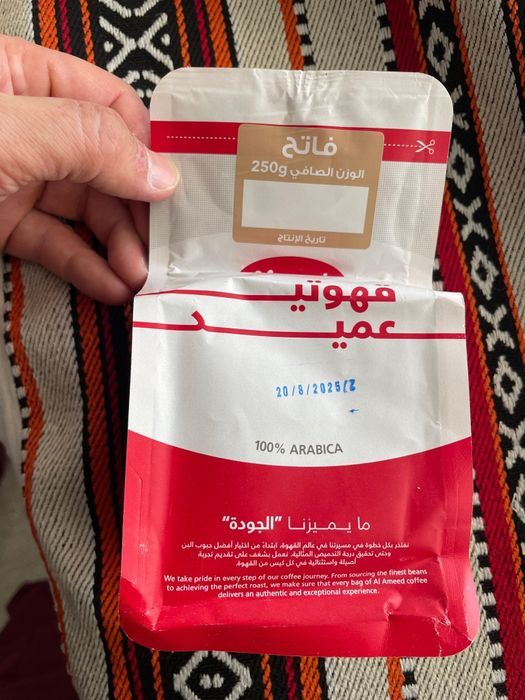 فاتح
الوزن الصافي 250g
تاريخ الإنتاج
قهوتي
عميد
20/8/2025/2
100% ARABICA
ما يميزنا "الجودة"
نفتخر بكل خطوة في مسيرتنا في عالم القهوة، ابتداءً من اختيار أفضل حبوب البن
وحتى تحقيق درجة التحميص المثالية. نعمل بشغف على تقديم تجربة
أصيلة واستثنائية في كل كيس من القهوة.
We take pride in every step of our coffee journey. From sourcing the finest beans
to achieving the perfect roast, we make sure that every bag of Al Ameed coffee
delivers an authentic and exceptional experience.